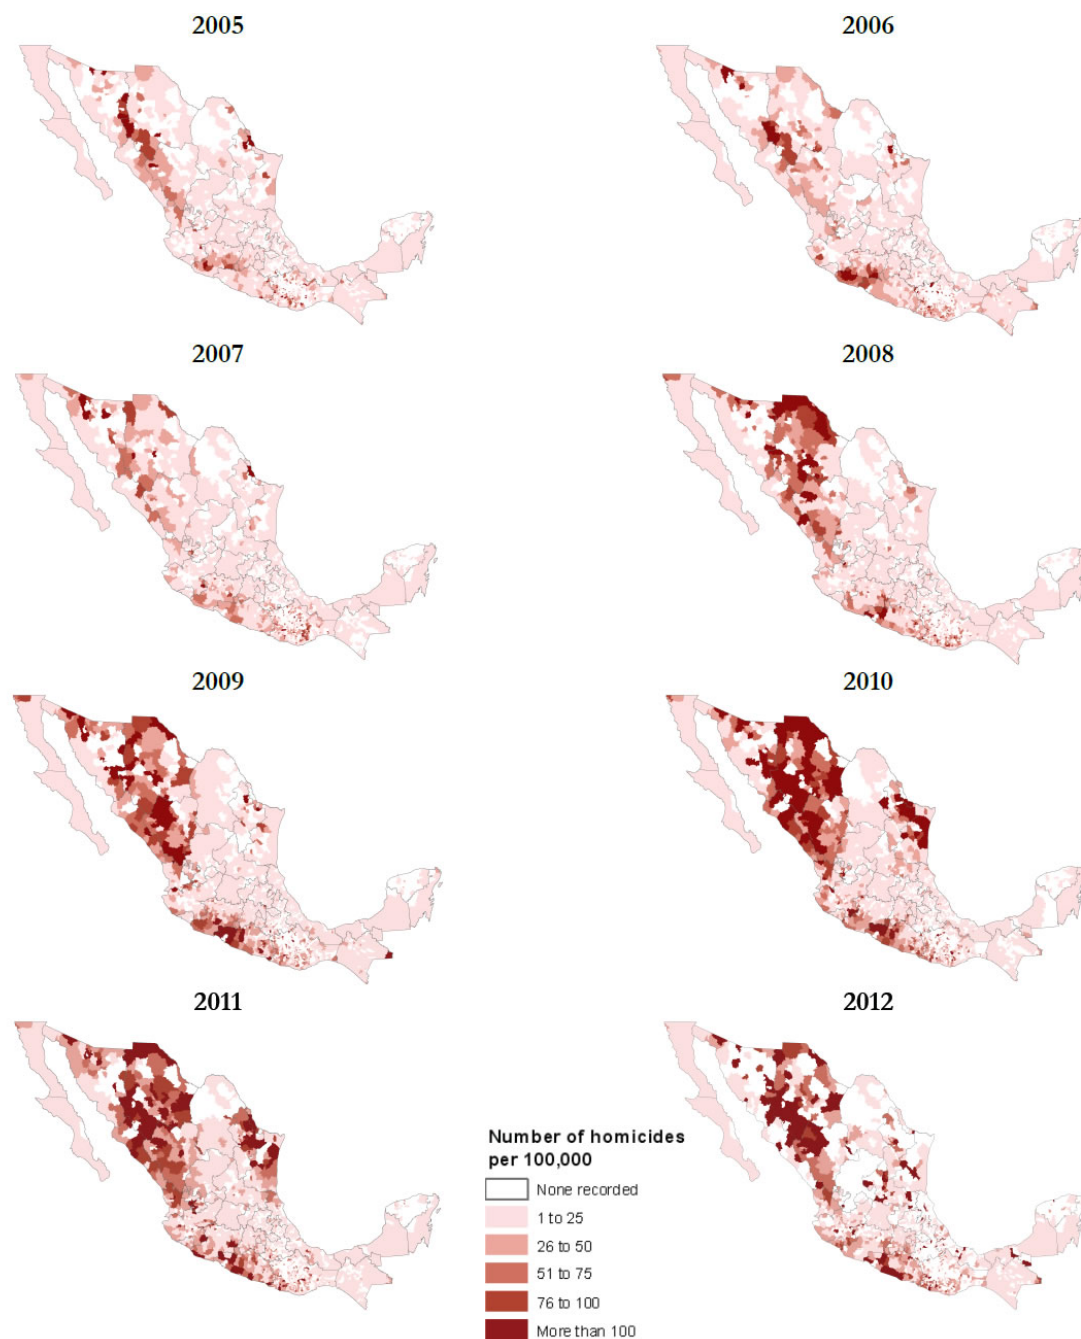 2005
2006
2007
2008
2009
2010
2011
2012
Number of homicides
per 100,000
None recorded
1 to 25
26 to 50
51 to 75
76 to 100
More than 100